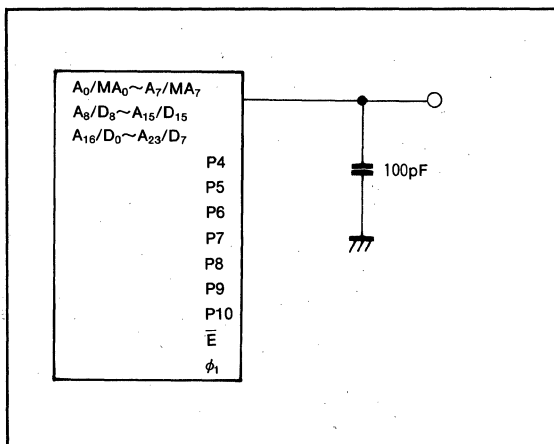 A₀/MA₀～A₇/MA₇
A₈/D₈～A₁₅/D₁₅
A₁₆/D₀～A₂₃/D₇
P4
100pF
P5
P6
P7
P8
P9
P10
E̅
ϕ₁